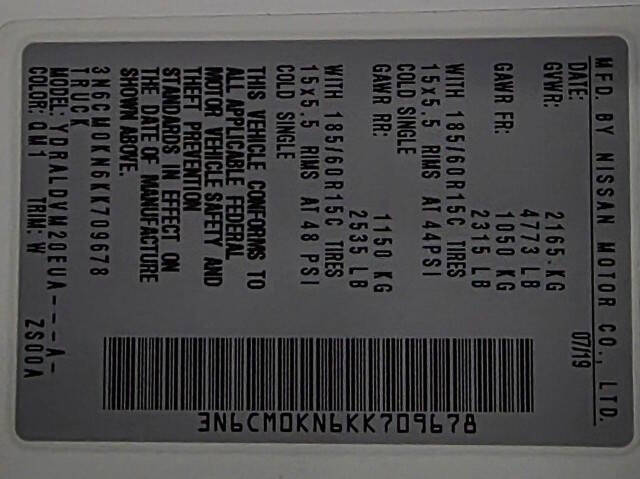 MFD. BY NISSAN MOTOR CO., LTD.
DATE: 07/19
GVWR: 2165.KG
4773 LB
GAWR FR: 1050 KG
2315 LB
WITH 185/60R15C TIRES
15x5.5 RIMS AT 44PSI
COLD SINGLE
GAWR RR: 1150 KG
2535 LB
WITH 185/60R15C TIRES
15x5.5 RIMS AT 48 PSI
COLD SINGLE
THIS VEHICLE CONFORMS TO
ALL APPLICABLE FEDERAL
MOTOR VEHICLE SAFETY AND
THEFT PREVENTION
STANDARDS IN EFFECT ON
THE DATE OF MANUFACTURE
SHOWN ABOVE.
3N6CM0KN6KK709678
TRUCK
MODEL: YDRALDVM20EUA----A-
COLOR: QM1 TRIM: W ZS00A
3N6CM0KN6KK709678